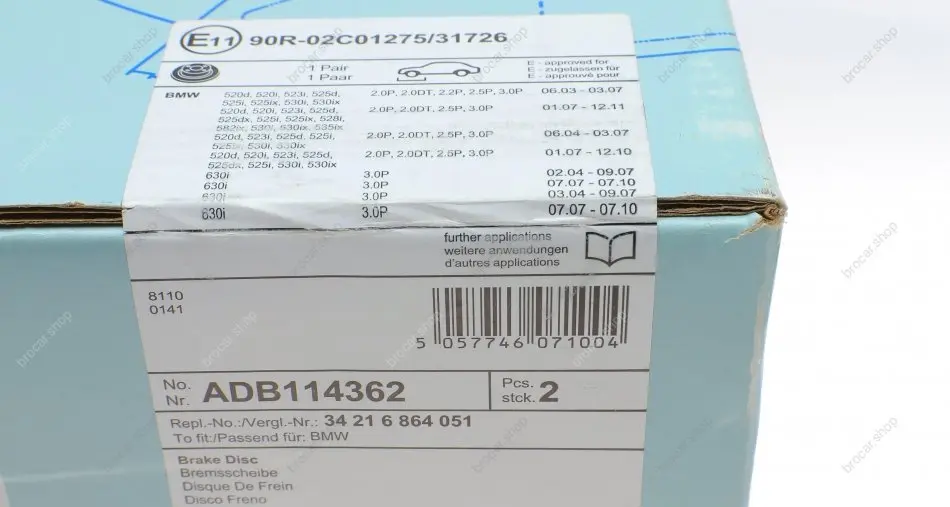 E11 90R-02C01275/31726
1 Pair
1 Paar
E - approved for
E - zugelassen für
E - approuvé pour
BMW 520d, 520i, 523i, 525d, 2.0P, 2.0DT, 2.2P, 2.5P, 3.0P 06.03 - 03.07
525i, 525ix, 530i, 530ix
520d, 520i, 523i, 525d, 2.0P, 2.0DT, 2.5P, 3.0P 01.07 - 12.11
525dx, 525i, 525ix, 528i,
530i, 530ix, 535ix
520d, 523i, 525d, 525i, 2.0P, 2.0DT, 2.5P, 3.0P 06.04 - 03.07
525ix, 530i, 530ix
520d, 520i, 523i, 525d, 2.0P, 2.0DT, 2.5P, 3.0P 01.07 - 12.10
525dx, 525i, 530i, 530ix
630i 3.0P 02.04 - 09.07
630i 3.0P 07.07 - 07.10
630i 3.0P 03.04 - 09.07
630i 3.0P 07.07 - 07.10
further applications
weitere anwendungen
d'autres applications
8110
0141
5 057746 071004
No.
Nr. ADB114362
Pcs.
stck. 2
Repl.-No.:/Vergl.-Nr.: 34 21 6 864 051
To fit:/Passend für: BMW
Brake Disc
Bremsscheibe
Disque De Frein
Disco Freno
brocar.shop